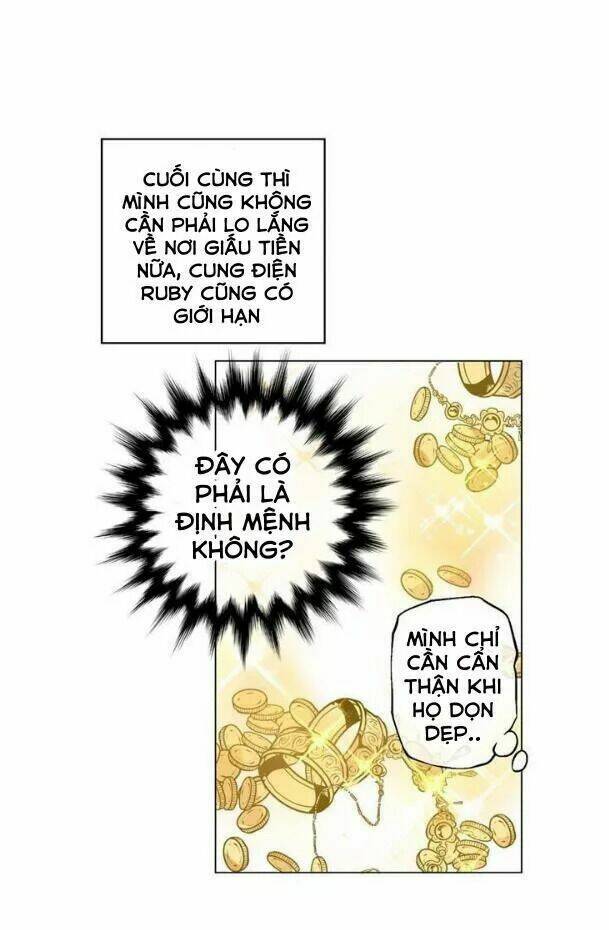 CUỐI CÙNG THÌ
MÌNH CŨNG KHÔNG
CẦN PHẢI LO LẮNG
VỀ NƠI GIẤU TIỀN
NỮA, CUNG ĐIỆN
RUBY CŨNG CÓ
GIỚI HẠN
ĐÂY CÓ
PHẢI LÀ
ĐỊNH MỆNH
KHÔNG?
MÌNH CHỈ
CẦN CẨN
THẬN KHI
HỌ DỌN
DẸP..